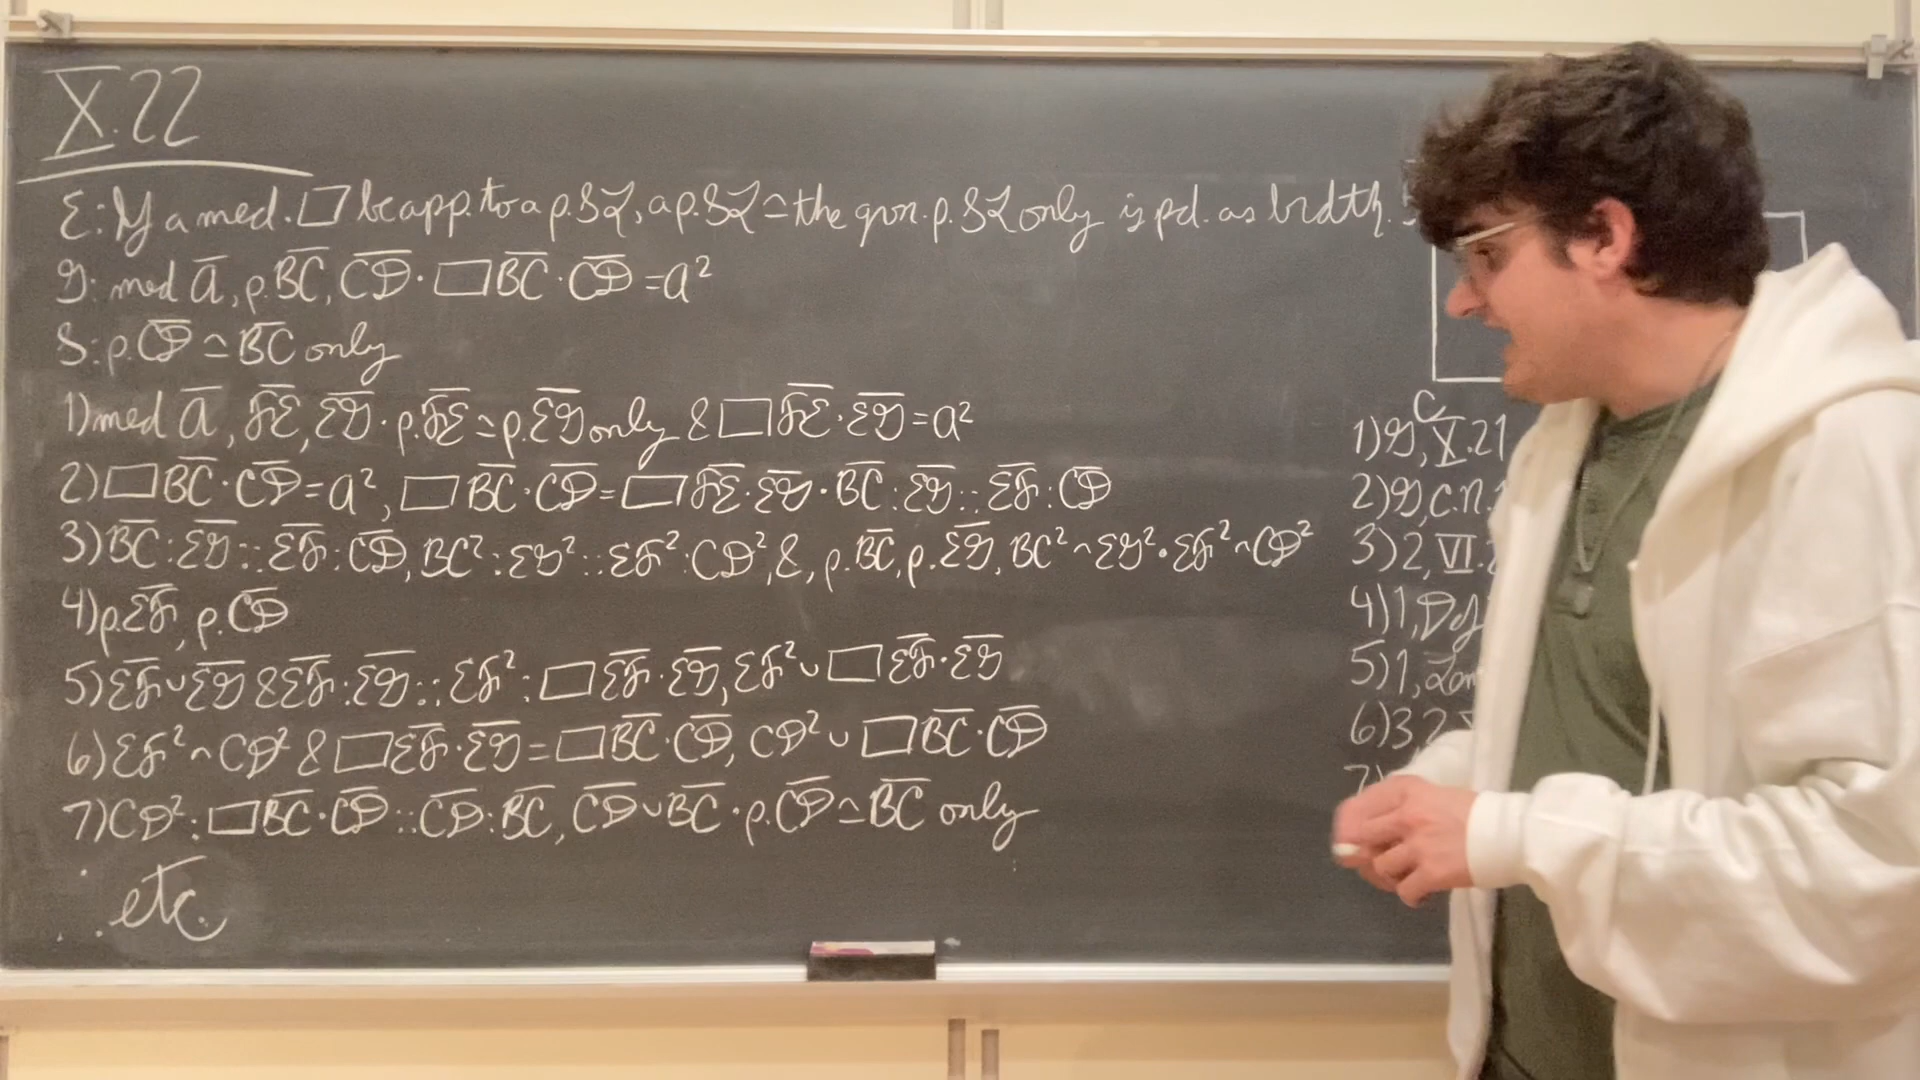 X.22
E: If a med. ▭ be app. to a p. SL, a p. SL ≏ the gvn. p. SL only is pd. as brdth.
G: med A̅, p. B̅C̅, C̅D̅ · ▭ B̅C̅ · C̅D̅ = A²
S: p. C̅D̅ ≏ B̅C̅ only
1) med A̅, F̅E̅, E̅G̅ · p. F̅E̅ ≏ p. E̅G̅ only & ▭ F̅E̅ · E̅G̅ = A²
2) ▭ B̅C̅ · C̅D̅ = A², ▭ B̅C̅ · C̅D̅ = ▭ F̅E̅ · E̅G̅ · B̅C̅ : E̅G̅ :: E̅F̅ : C̅D̅
3) B̅C̅ : E̅G̅ :: E̅F̅ : C̅D̅, BC² : EG² :: EF² : CD², &, p. B̅C̅, p. E̅G̅, BC² ∩ EG² · EF² ∩ CD²
4) p. E̅F̅, p. C̅D̅
5) E̅F̅ ∪ E̅G̅ & E̅F̅ : E̅G̅ :: EF² : ▭ E̅F̅ · E̅G̅, EF² ∪ ▭ E̅F̅ · E̅G̅
6) EF² ∩ CD² & ▭ E̅F̅ · E̅G̅ = ▭ B̅C̅ · C̅D̅, CD² ∪ ▭ B̅C̅ · C̅D̅
7) CD² : ▭ B̅C̅ · C̅D̅ :: C̅D̅ : B̅C̅, C̅D̅ ∪ B̅C̅ · p. C̅D̅ ≏ B̅C̅ only
∴ etc.
C
1) G, X.21
2) G, C.N.
3) 2, VI.
4) 1, Def
5) 1,
6) 3, 2
7)